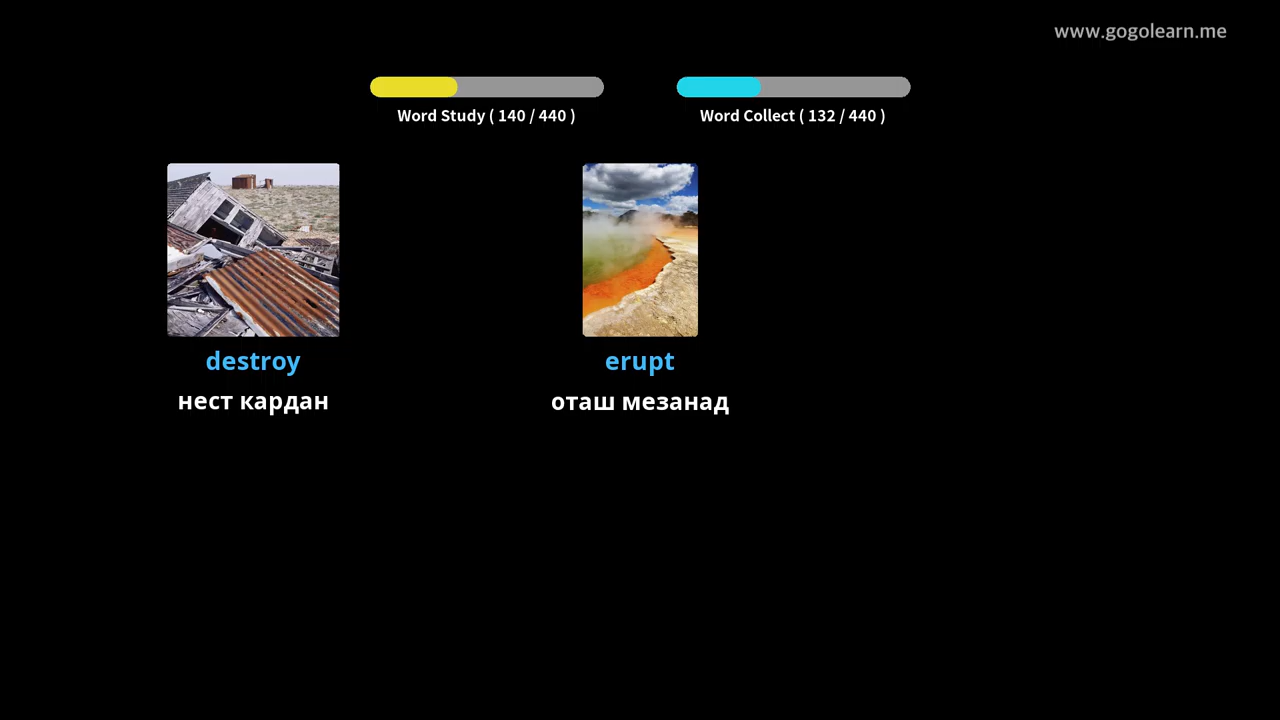 www.gogolearn.me
Word Study ( 140 / 440 )
Word Collect ( 132 / 440 )
destroy
нест кардан
erupt
оташ мезанад